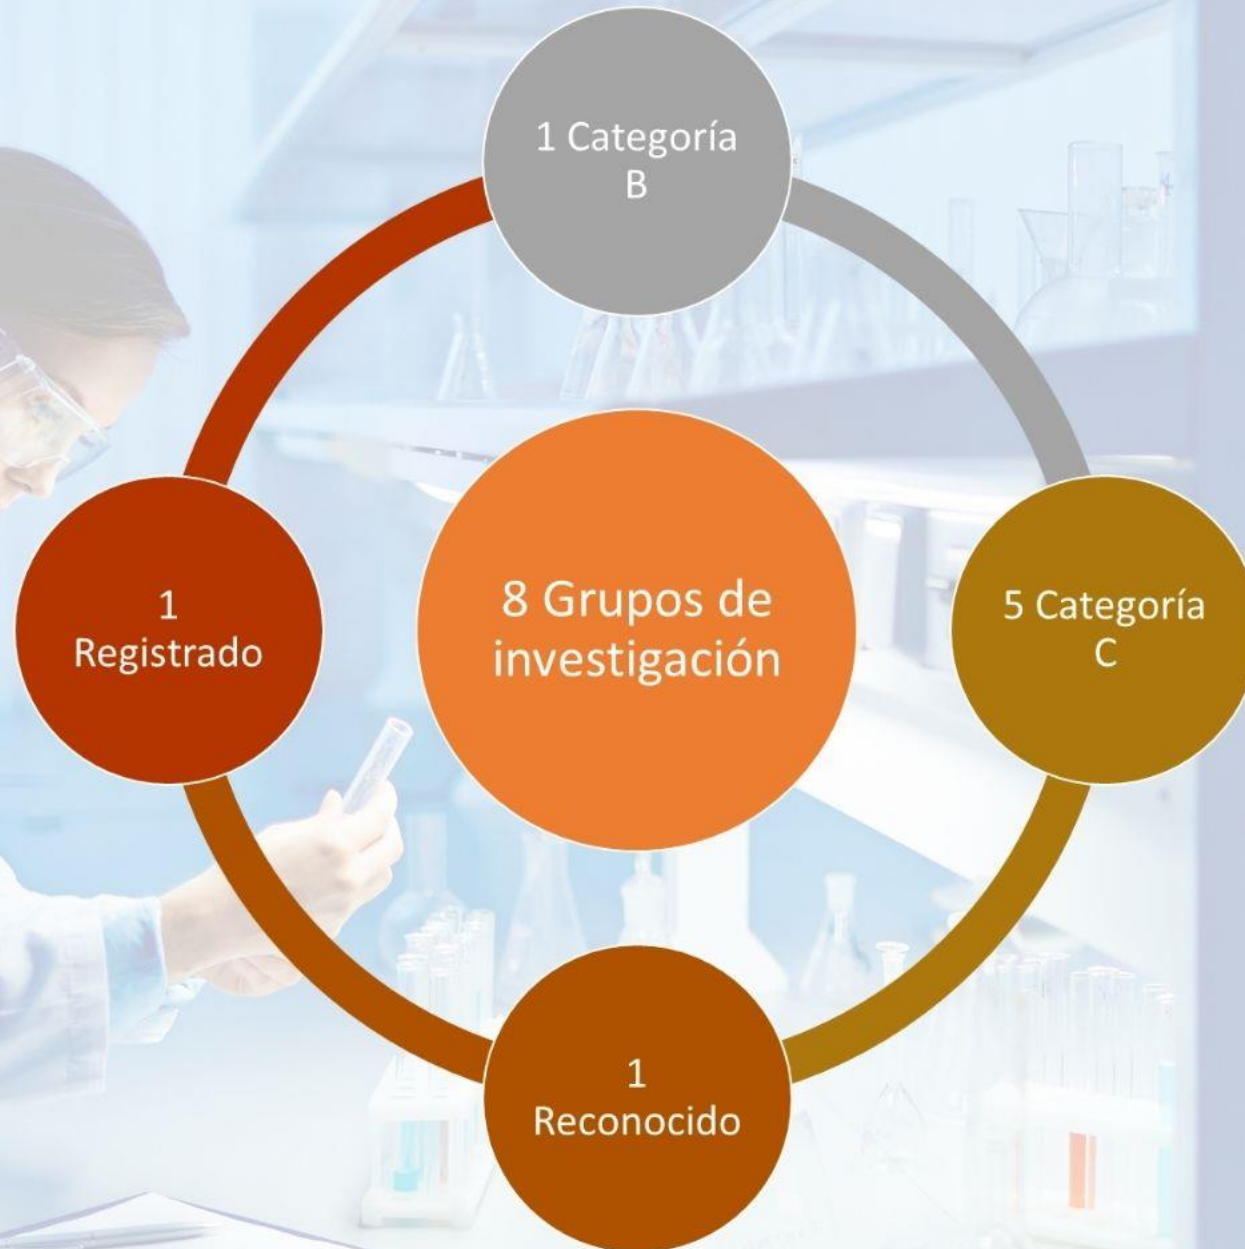 1 Categoría
B
8 Grupos de
investigación
5 Categoría
C
1
Reconocido
1
Registrado